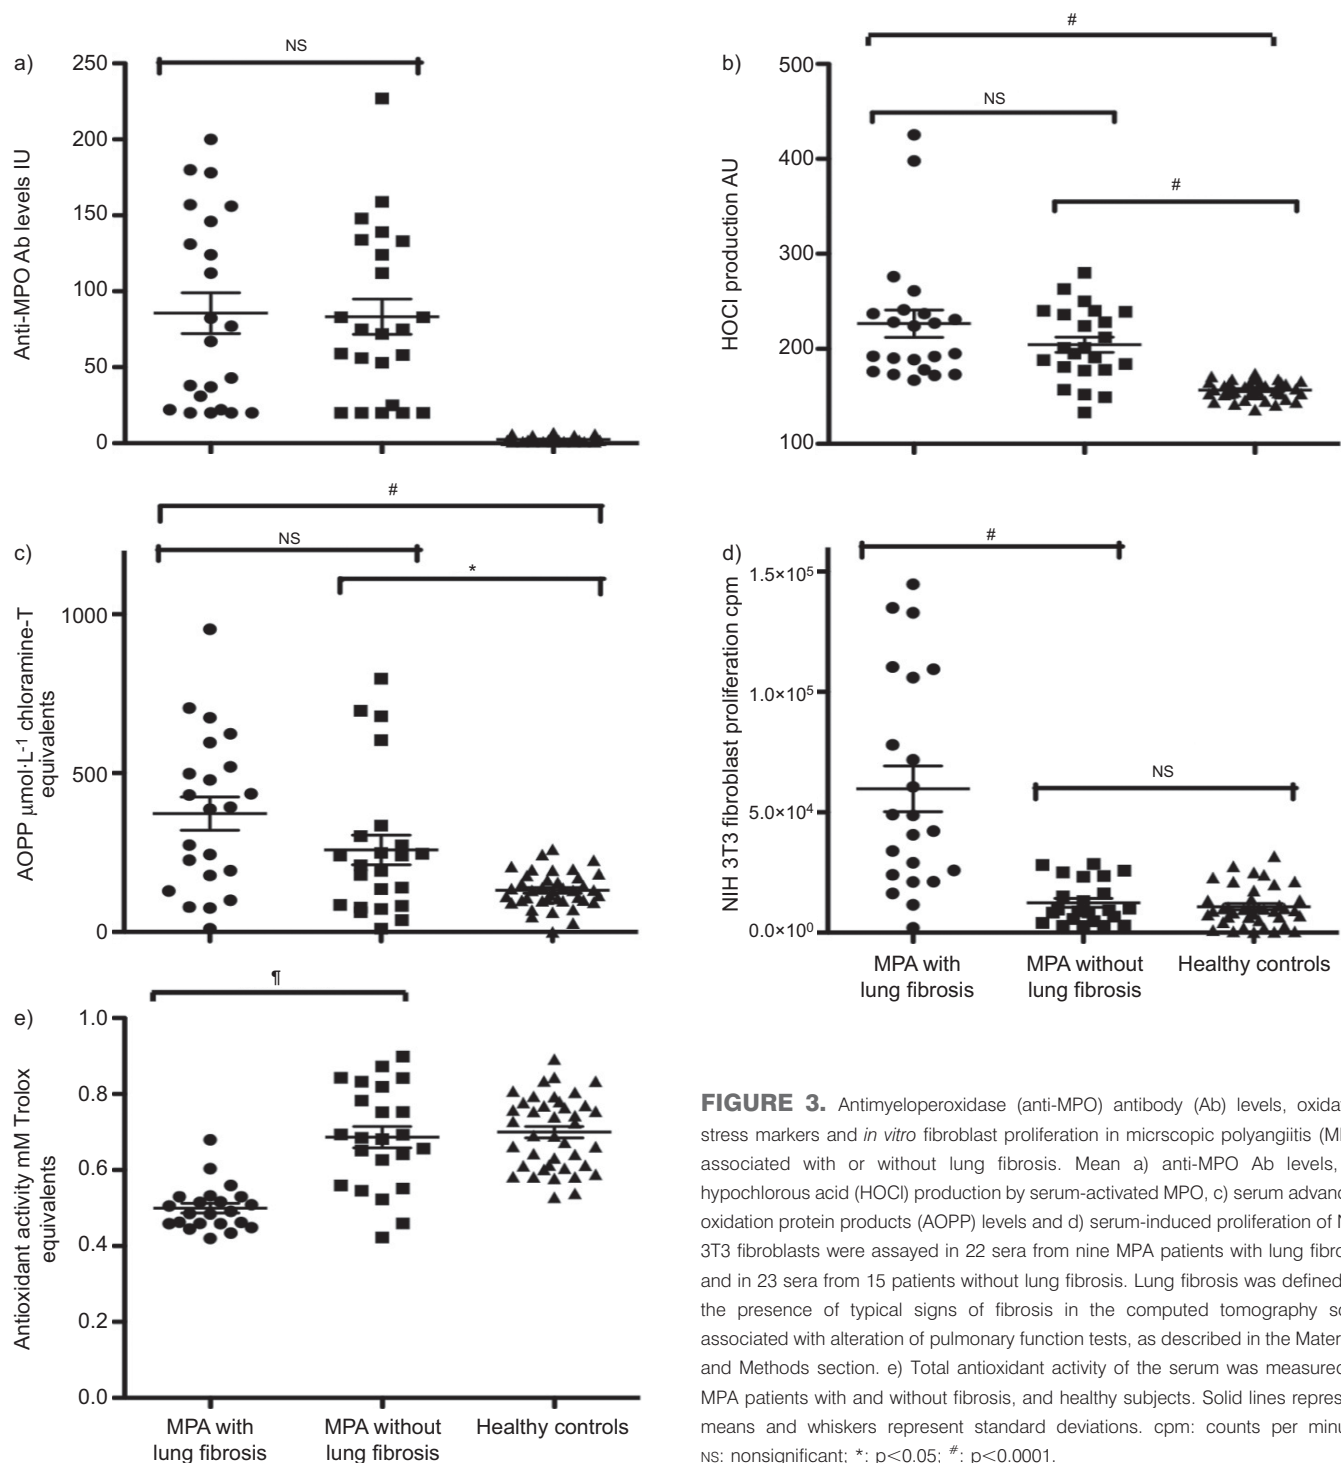 a)
NS
250
200
150
100
50
0
Anti-MPO Ab levels IU
b)
#
NS
#
500
400
300
200
100
HOCl production AU
c)
#
NS
*
1000
500
0
AOPP µmol·L-1 chloramine-T
equivalents
d)
#
NS
1.5×10⁵
1.0×10⁵
5.0×10⁴
0.0×10⁰
NIH 3T3 fibroblast proliferation cpm
MPA with
lung fibrosis
MPA without
lung fibrosis
Healthy controls
e)
¶
1.0
0.8
0.6
0.4
0.2
0.0
Antioxidant activity mM Trolox
equivalents
MPA with
lung fibrosis
MPA without
lung fibrosis
Healthy controls
FIGURE 3. Antimyeloperoxidase (anti-MPO) antibody (Ab) levels,
stress markers and in vitro fibroblast proliferation in micrscopic polyangiitis
associated with or without lung fibrosis. Mean a) anti-MPO Ab levels,
hypochlorous acid (HOCl) production by serum-activated MPO, c) serum
oxidation protein products (AOPP) levels and d) serum-induced proliferation of
3T3 fibroblasts were assayed in 22 sera from nine MPA patients with lung
and in 23 sera from 15 patients without lung fibrosis. Lung fibrosis was defined
the presence of typical signs of fibrosis in the computed tomography
associated with alteration of pulmonary function tests, as described in the
and Methods section. e) Total antioxidant activity of the serum was measured
MPA patients with and without fibrosis, and healthy subjects. Solid lines
means and whiskers represent standard deviations. cpm: counts per
NS: nonsignificant; *: p<0.05; #: p<0.0001.